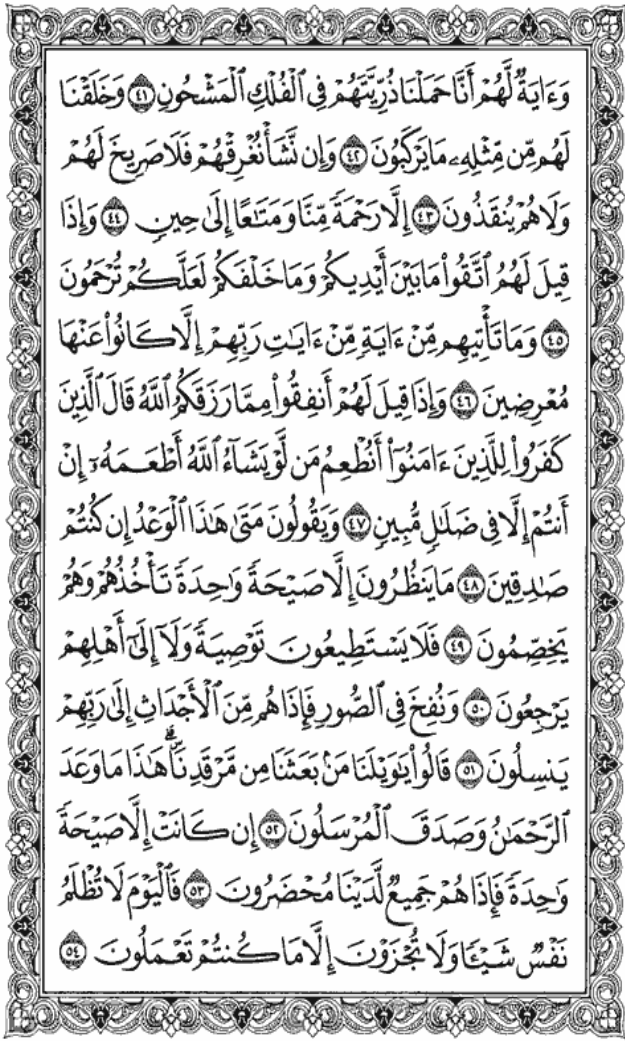 وَءَايَةٌ لَّهُمْ أَنَّا حَمَلْنَا ذُرِّيَّتَهُمْ فِي الْفُلْكِ الْمَشْحُونِ ٤١ وَخَلَقْنَا
لَهُم مِّن مِّثْلِهِۦ مَا يَرْكَبُونَ ٤٢ وَإِن نَّشَأْ نُغْرِقْهُمْ فَلَا صَرِيخَ لَهُمْ
وَلَا هُمْ يُنقَذُونَ ٤٣ إِلَّا رَحْمَةً مِّنَّا وَمَتَٰعًا إِلَىٰ حِينٍ ٤٤ وَإِذَا
قِيلَ لَهُمُ ٱتَّقُوا۟ مَا بَيْنَ أَيْدِيكُمْ وَمَا خَلْفَكُمْ لَعَلَّكُمْ تُرْحَمُونَ
٤٥ وَمَا تَأْتِيهِم مِّنْ ءَايَةٍ مِّنْ ءَايَٰتِ رَبِّهِمْ إِلَّا كَانُوا۟ عَنْهَا
مُعْرِضِينَ ٤٦ وَإِذَا قِيلَ لَهُمْ أَنفِقُوا۟ مِمَّا رَزَقَكُمُ ٱللَّهُ قَالَ ٱلَّذِينَ
كَفَرُوا۟ لِلَّذِينَ ءَامَنُوٓا۟ أَنُطْعِمُ مَن لَّوْ يَشَآءُ ٱللَّهُ أَطْعَمَهُۥٓ إِنْ
أَنتُمْ إِلَّا فِي ضَلَٰلٍ مُّبِينٍ ٤٧ وَيَقُولُونَ مَتَىٰ هَٰذَا ٱلْوَعْدُ إِن كُنتُمْ
صَٰدِقِينَ ٤٨ مَا يَنظُرُونَ إِلَّا صَيْحَةً وَٰحِدَةً تَأْخُذُهُمْ وَهُمْ
يَخِصِّمُونَ ٤٩ فَلَا يَسْتَطِيعُونَ تَوْصِيَةً وَلَآ إِلَىٰٓ أَهْلِهِمْ
يَرْجِعُونَ ٥٠ وَنُفِخَ فِي ٱلصُّورِ فَإِذَا هُم مِّنَ ٱلْأَجْدَاثِ إِلَىٰ رَبِّهِمْ
يَنسِلُونَ ٥١ قَالُوا۟ يَٰوَيْلَنَا مَنۢ بَعَثَنَا مِن مَّرْقَدِنَا ۜ ۗ هَٰذَا مَا وَعَدَ
ٱلرَّحْمَٰنُ وَصَدَقَ ٱلْمُرْسَلُونَ ٥٢ إِن كَانَتْ إِلَّا صَيْحَةً
وَٰحِدَةً فَإِذَا هُمْ جَمِيعٌ لَّدَيْنَا مُحْضَرُونَ ٥٣ فَٱلْيَوْمَ لَا تُظْلَمُ
نَفْسٌ شَيْـًٔا وَلَا تُجْزَوْنَ إِلَّا مَا كُنتُمْ تَعْمَلُونَ ٥٤